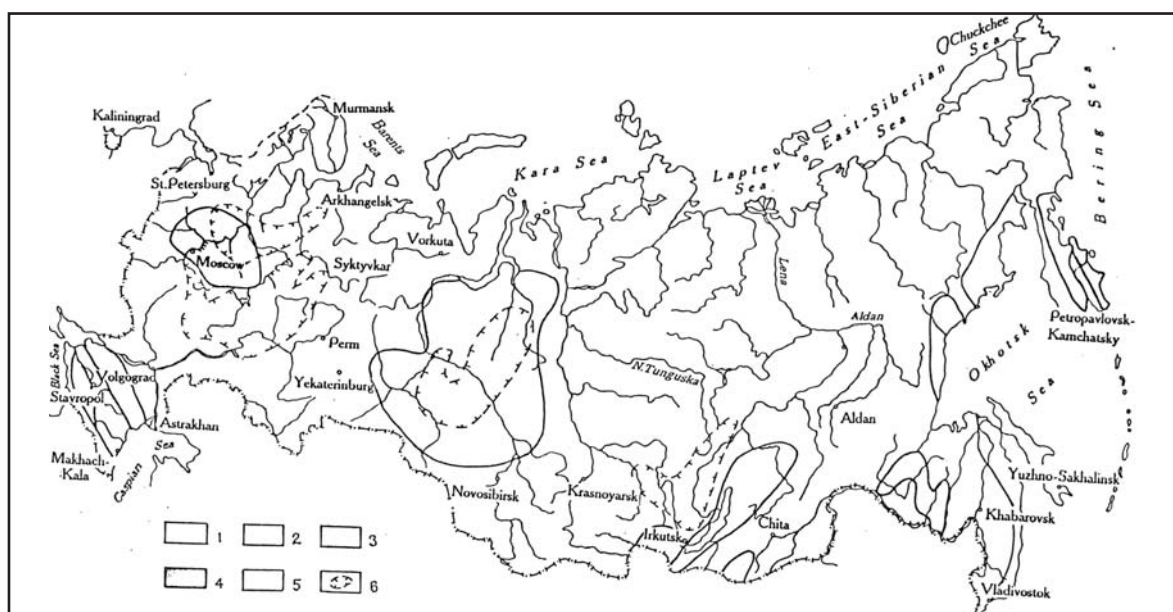 Chuckchee
Sea
East-Siberian
Sea
Bering Sea
Murmansk
Kaliningrad
Barents
Sea
Kara Sea
Laptev
Sea
St.Petersburg
Arkhangelsk
Vorkuta
Moscow
Syktyvkar
Lena
Aldan
Petropavlovsk-
Kamchatsky
Perm
Okhotsk
Sea
Black Sea
Volgograd
Yekaterinburg
N.Tunguska
Stavropol
Aldan
Astrakhan
Makhach-
Kala
Caspian
Sea
Novosibirsk
Krasnoyarsk
Yuzhno-Sakhalinsk
Irkutsk
Chita
Khabarovsk
Vladivostok
1 2 3
4 5 6